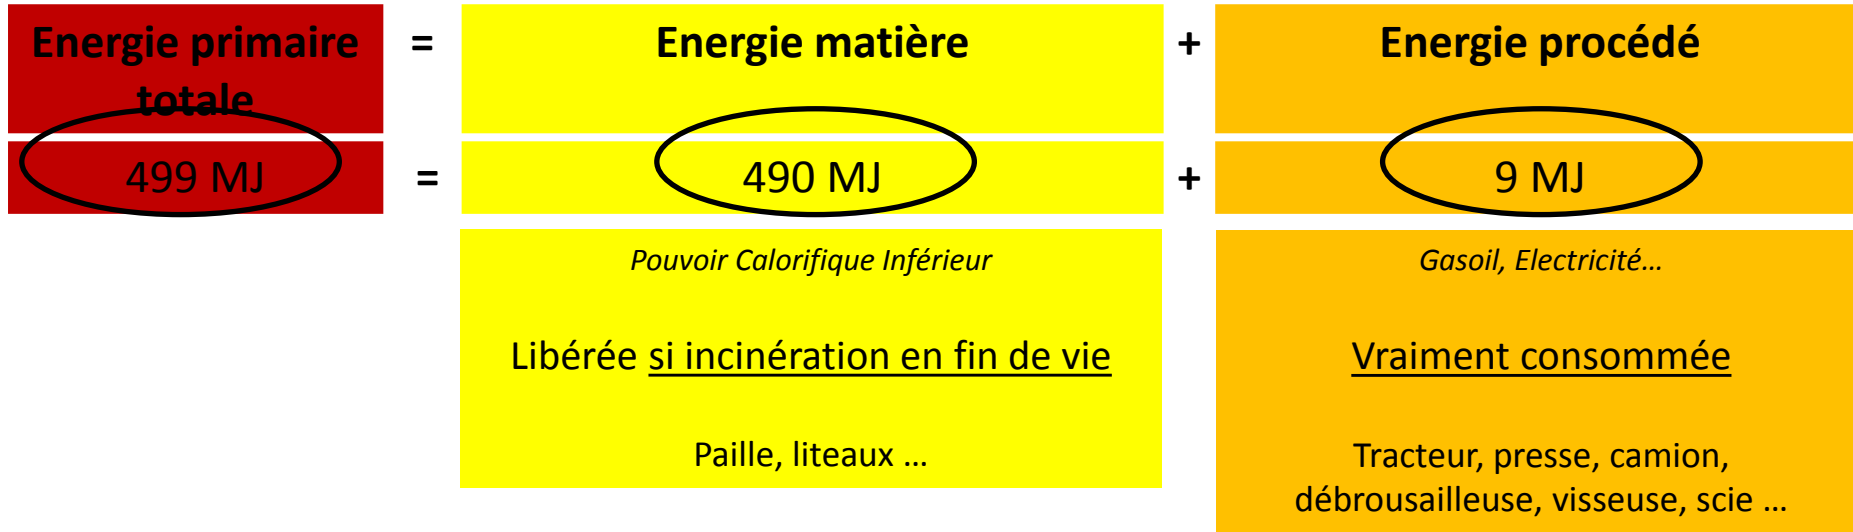 Energie primaire = Energie matière + Energie procédé
totale
499 MJ = 490 MJ + 9 MJ
Pouvoir Calorifique Inférieur
Libérée si incinération en fin de vie
Paille, liteaux ...
Gasoil, Electricité...
Vraiment consommée
Tracteur, presse, camion,
débrousailleuse, visseuse, scie ...